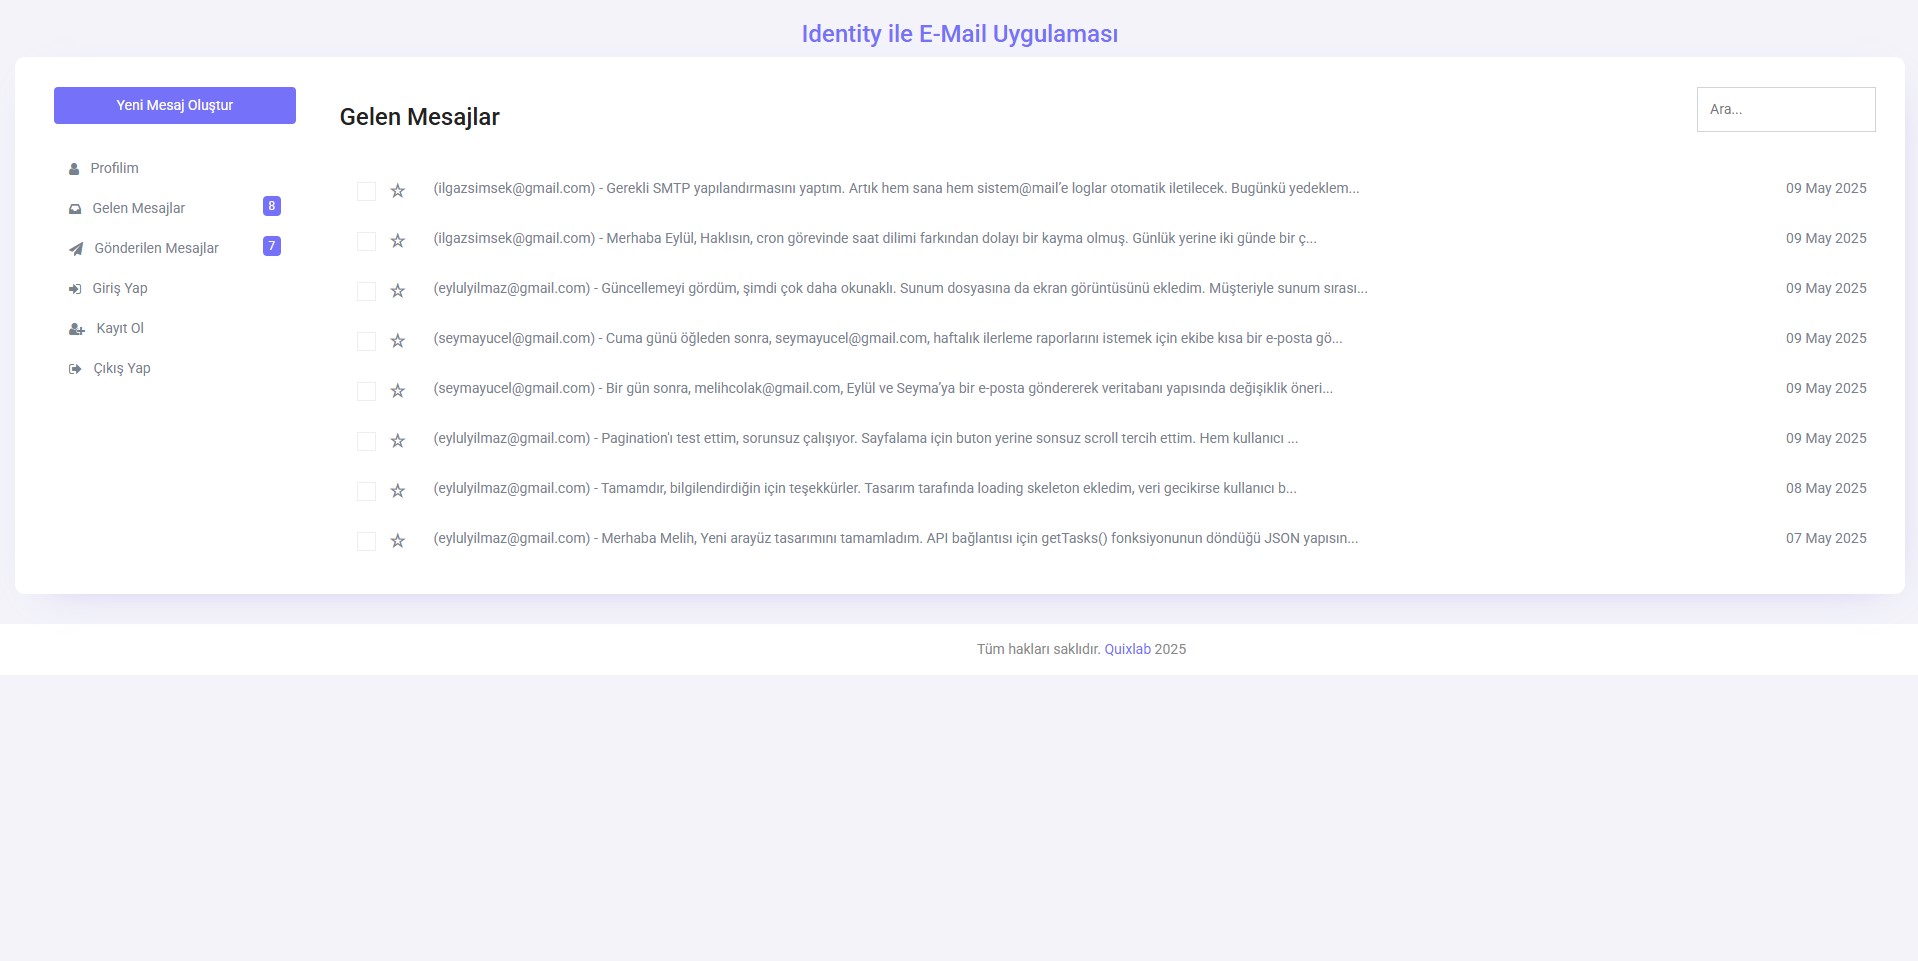 Identity ile E-Mail Uygulaması
Yeni Mesaj Oluştur
Profilim
Gelen Mesajlar 8
Gönderilen Mesajlar 7
Giriş Yap
Kayıt Ol
Çıkış Yap
Gelen Mesajlar
Ara...
(ilgazsimsek@gmail.com) - Gerekli SMTP yapılandırmasını yaptım. Artık hem sana hem sistem@mail’e loglar otomatik iletilecek. Bugünkü yedeklem... 09 May 2025
(ilgazsimsek@gmail.com) - Merhaba Eylül, Haklısın, cron görevinde saat dilimi farkından dolayı bir kayma olmuş. Günlük yerine iki günde bir ç... 09 May 2025
(eylulyilmaz@gmail.com) - Güncellemeyi gördüm, şimdi çok daha okunaklı. Sunum dosyasına da ekran görüntüsünü ekledim. Müşteriyle sunum sırası... 09 May 2025
(seymayucel@gmail.com) - Cuma günü öğleden sonra, seymayucel@gmail.com, haftalık ilerleme raporlarını istemek için ekibe kısa bir e-posta gö... 09 May 2025
(seymayucel@gmail.com) - Bir gün sonra, melihcolak@gmail.com, Eylül ve Seyma’ya bir e-posta göndererek veritabanı yapısında değişiklik öneri... 09 May 2025
(eylulyilmaz@gmail.com) - Pagination'ı test ettim, sorunsuz çalışıyor. Sayfalama için buton yerine sonsuz scroll tercih ettim. Hem kullanıcı ... 09 May 2025
(eylulyilmaz@gmail.com) - Tamamdır, bilgilendirdiğin için teşekkürler. Tasarım tarafında loading skeleton ekledim, veri gecikirse kullanıcı b... 08 May 2025
(eylulyilmaz@gmail.com) - Merhaba Melih, Yeni arayüz tasarımını tamamladım. API bağlantısı için getTasks() fonksiyonunun döndüğü JSON yapısın... 07 May 2025
Tüm hakları saklıdır. Quixlab 2025